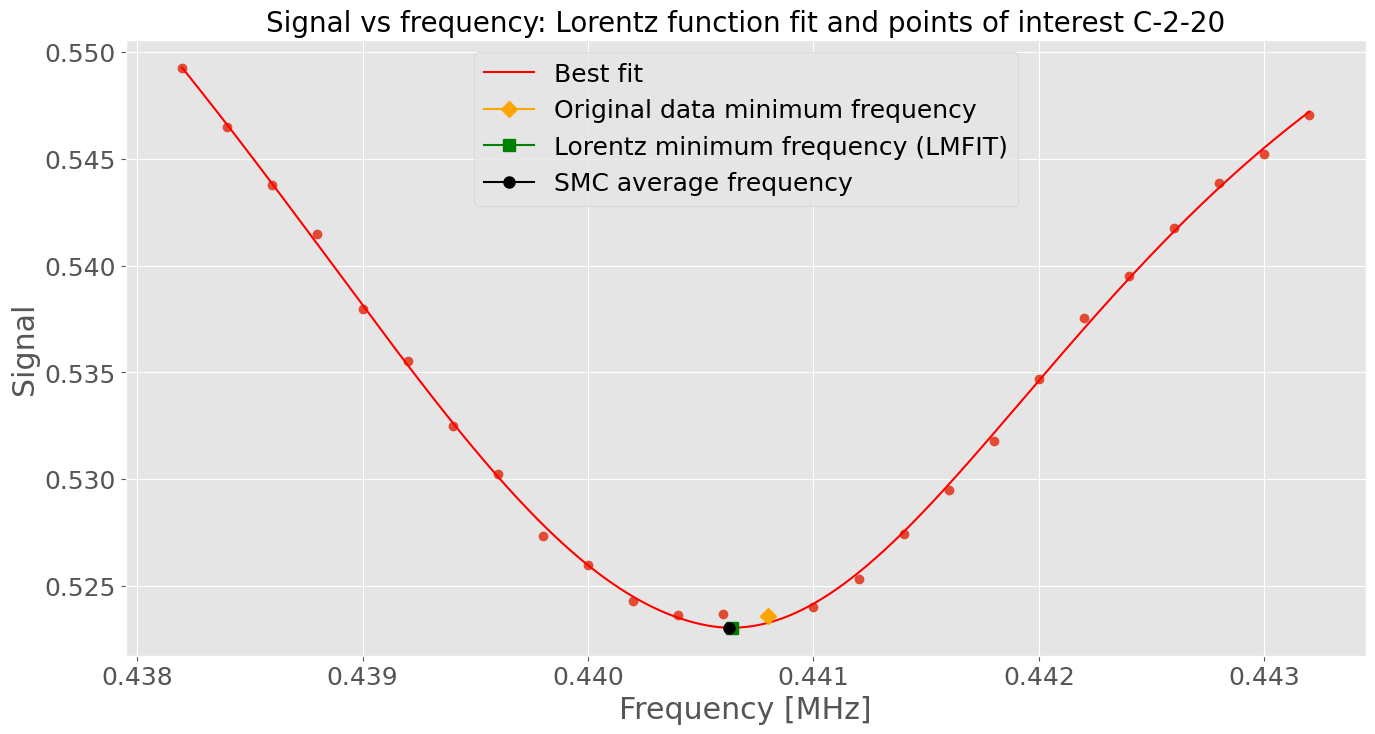 Signal vs frequency: Lorentz function fit and points of interest C-2-20
Best fit
Original data minimum frequency
Lorentz minimum frequency (LMFIT)
SMC average frequency
0.550
0.545
0.540
0.535
0.530
0.525
Signal
0.438 0.439 0.440 0.441 0.442 0.443
Frequency [MHz]